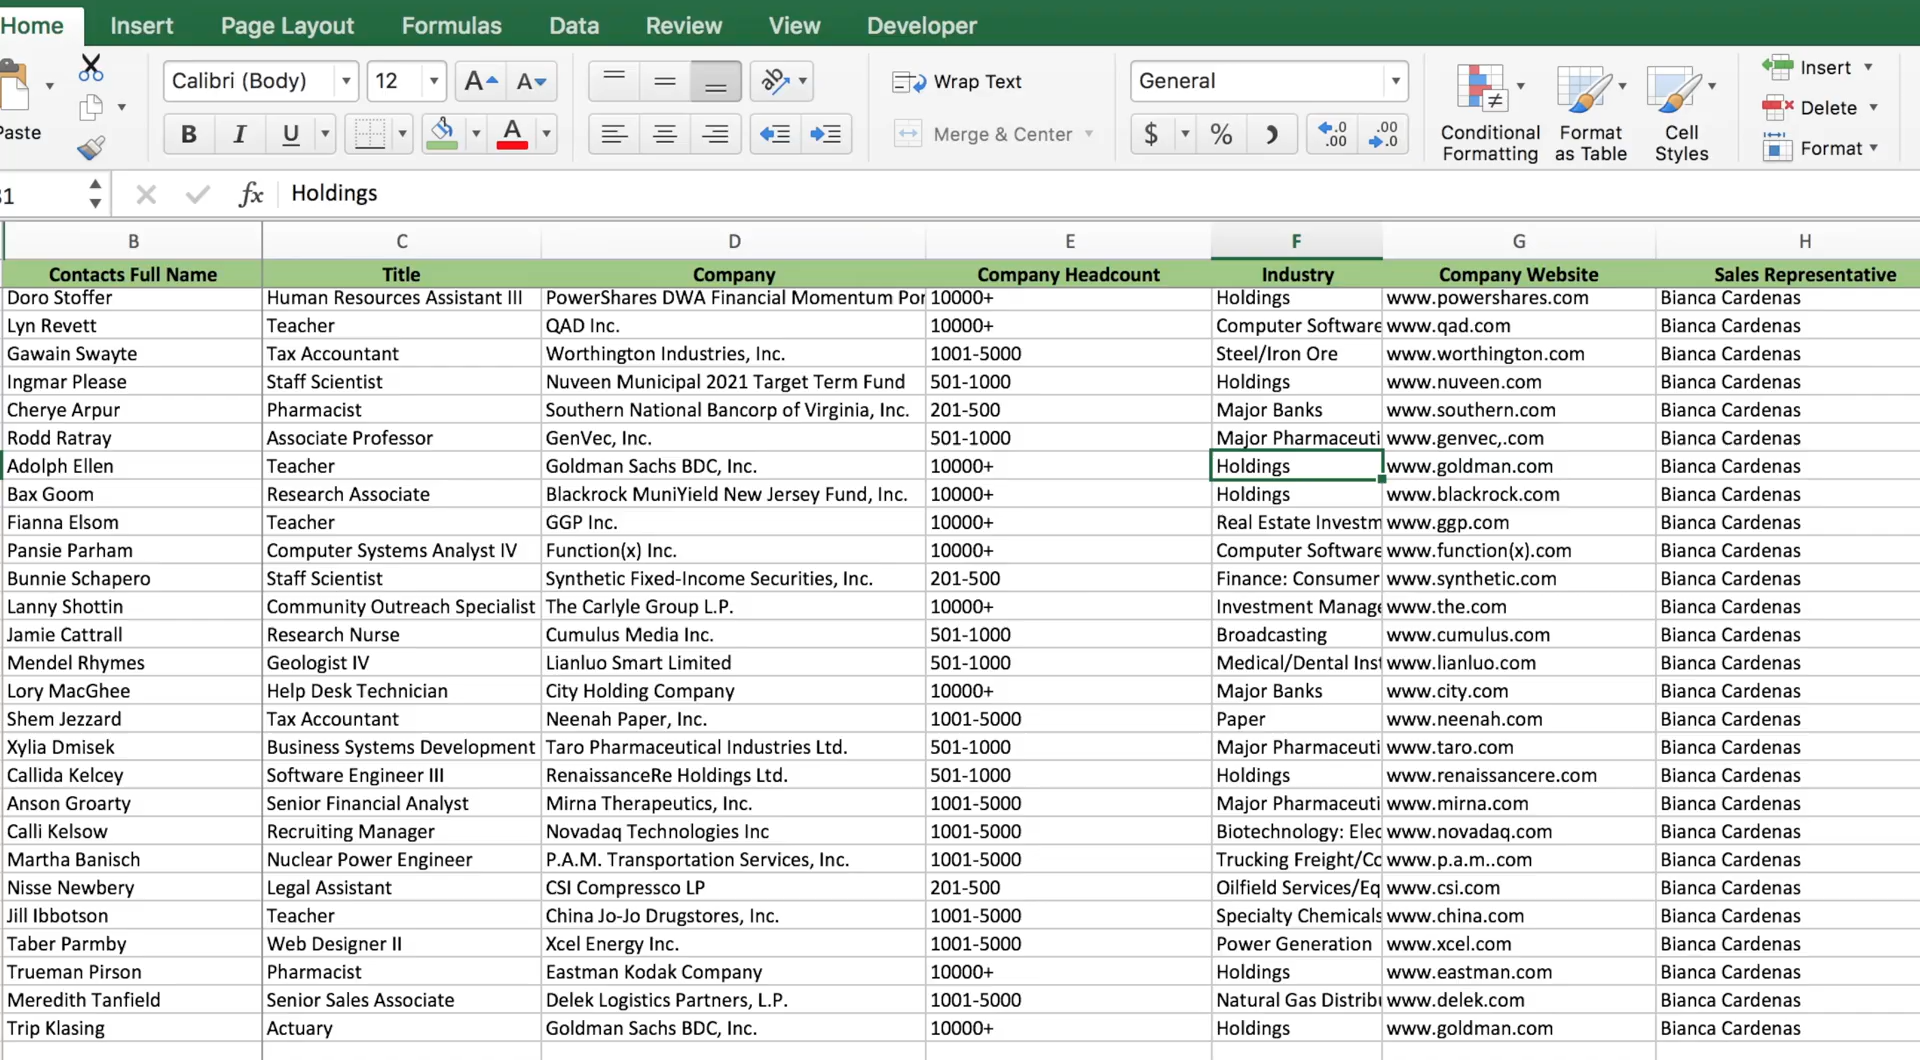 Home Insert Page Layout Formulas Data Review View Developer
Calibri (Body) 12 A A Wrap Text General Insert
Delete
Paste B I U A Merge & Center $ % .0 .00 .00 .0 Conditional Formatting Format as Table Cell Styles Format
31 fx Holdings
B C D E F G H
Contacts Full Name Title Company Company Headcount Industry Company Website Sales Representative
Doro Stoffer Human Resources Assistant III PowerShares DWA Financial Momentum Por 10000+ Holdings www.powershares.com Bianca Cardenas
Lyn Revett Teacher QAD Inc. 10000+ Computer Software www.qad.com Bianca Cardenas
Gawain Swayte Tax Accountant Worthington Industries, Inc. 1001-5000 Steel/Iron Ore www.worthington.com Bianca Cardenas
Ingmar Please Staff Scientist Nuveen Municipal 2021 Target Term Fund 501-1000 Holdings www.nuveen.com Bianca Cardenas
Cherye Arpur Pharmacist Southern National Bancorp of Virginia, Inc. 201-500 Major Banks www.southern.com Bianca Cardenas
Rodd Ratray Associate Professor GenVec, Inc. 501-1000 Major Pharmaceuti www.genvec,.com Bianca Cardenas
Adolph Ellen Teacher Goldman Sachs BDC, Inc. 10000+ Holdings www.goldman.com Bianca Cardenas
Bax Goom Research Associate Blackrock MuniYield New Jersey Fund, Inc. 10000+ Holdings www.blackrock.com Bianca Cardenas
Fianna Elsom Teacher GGP Inc. 10000+ Real Estate Investm www.ggp.com Bianca Cardenas
Pansie Parham Computer Systems Analyst IV Function(x) Inc. 10000+ Computer Software www.function(x).com Bianca Cardenas
Bunnie Schapero Staff Scientist Synthetic Fixed-Income Securities, Inc. 201-500 Finance: Consumer www.synthetic.com Bianca Cardenas
Lanny Shottin Community Outreach Specialist The Carlyle Group L.P. 10000+ Investment Manage www.the.com Bianca Cardenas
Jamie Cattrall Research Nurse Cumulus Media Inc. 501-1000 Broadcasting www.cumulus.com Bianca Cardenas
Mendel Rhymes Geologist IV Lianluo Smart Limited 501-1000 Medical/Dental Inst www.lianluo.com Bianca Cardenas
Lory MacGhee Help Desk Technician City Holding Company 10000+ Major Banks www.city.com Bianca Cardenas
Shem Jezzard Tax Accountant Neenah Paper, Inc. 1001-5000 Paper www.neenah.com Bianca Cardenas
Xylia Dmisek Business Systems Development Taro Pharmaceutical Industries Ltd. 501-1000 Major Pharmaceuti www.taro.com Bianca Cardenas
Callida Kelcey Software Engineer III RenaissanceRe Holdings Ltd. 501-1000 Holdings www.renaissancere.com Bianca Cardenas
Anson Groarty Senior Financial Analyst Mirna Therapeutics, Inc. 1001-5000 Major Pharmaceuti www.mirna.com Bianca Cardenas
Calli Kelsow Recruiting Manager Novadaq Technologies Inc 1001-5000 Biotechnology: Elec www.novadaq.com Bianca Cardenas
Martha Banisch Nuclear Power Engineer P.A.M. Transportation Services, Inc. 1001-5000 Trucking Freight/Co www.p.a.m..com Bianca Cardenas
Nisse Newbery Legal Assistant CSI Compressco LP 201-500 Oilfield Services/Eq www.csi.com Bianca Cardenas
Jill Ibbotson Teacher China Jo-Jo Drugstores, Inc. 1001-5000 Specialty Chemicals www.china.com Bianca Cardenas
Taber Parmby Web Designer II Xcel Energy Inc. 1001-5000 Power Generation www.xcel.com Bianca Cardenas
Trueman Pirson Pharmacist Eastman Kodak Company 10000+ Holdings www.eastman.com Bianca Cardenas
Meredith Tanfield Senior Sales Associate Delek Logistics Partners, L.P. 1001-5000 Natural Gas Distribu www.delek.com Bianca Cardenas
Trip Klasing Actuary Goldman Sachs BDC, Inc. 10000+ Holdings www.goldman.com Bianca Cardenas